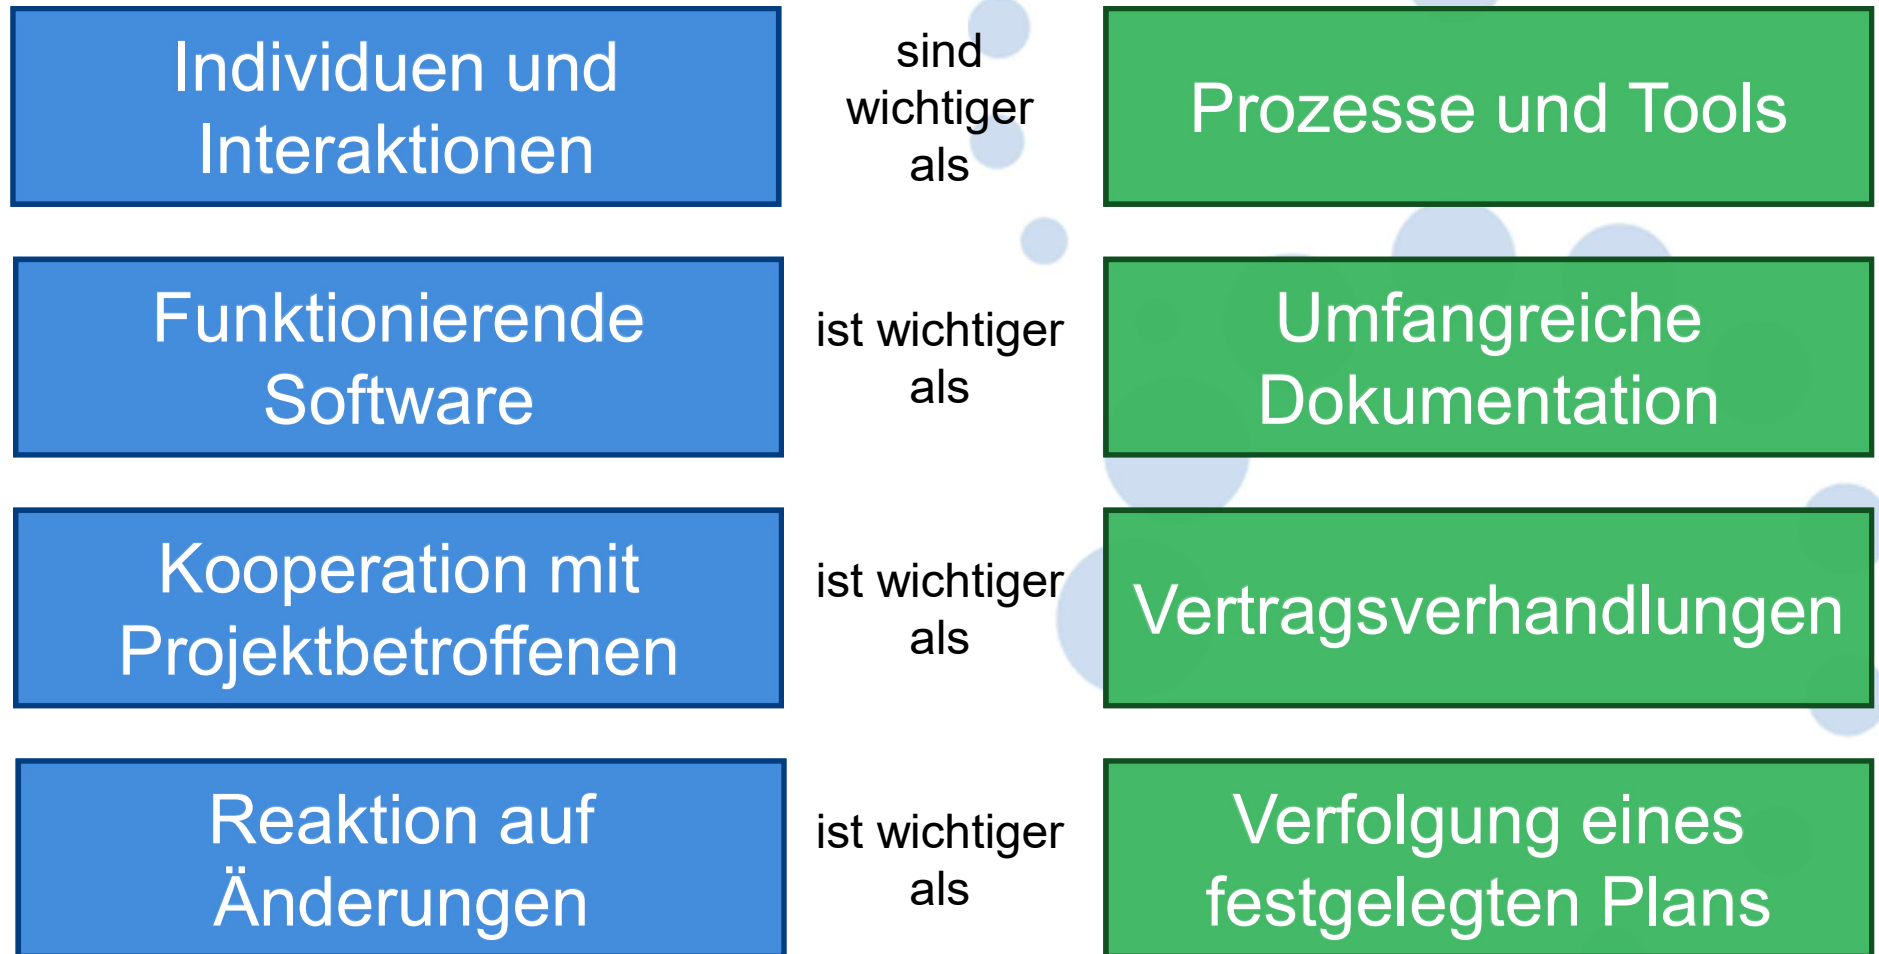 Individuen und
Interaktionen
sind
wichtiger
als
Prozesse und Tools
Funktionierende
Software
ist wichtiger
als
Umfangreiche
Dokumentation
Kooperation mit
Projektbetroffenen
ist wichtiger
als
Vertragsverhandlungen
Reaktion auf
Änderungen
ist wichtiger
als
Verfolgung eines
festgelegten Plans